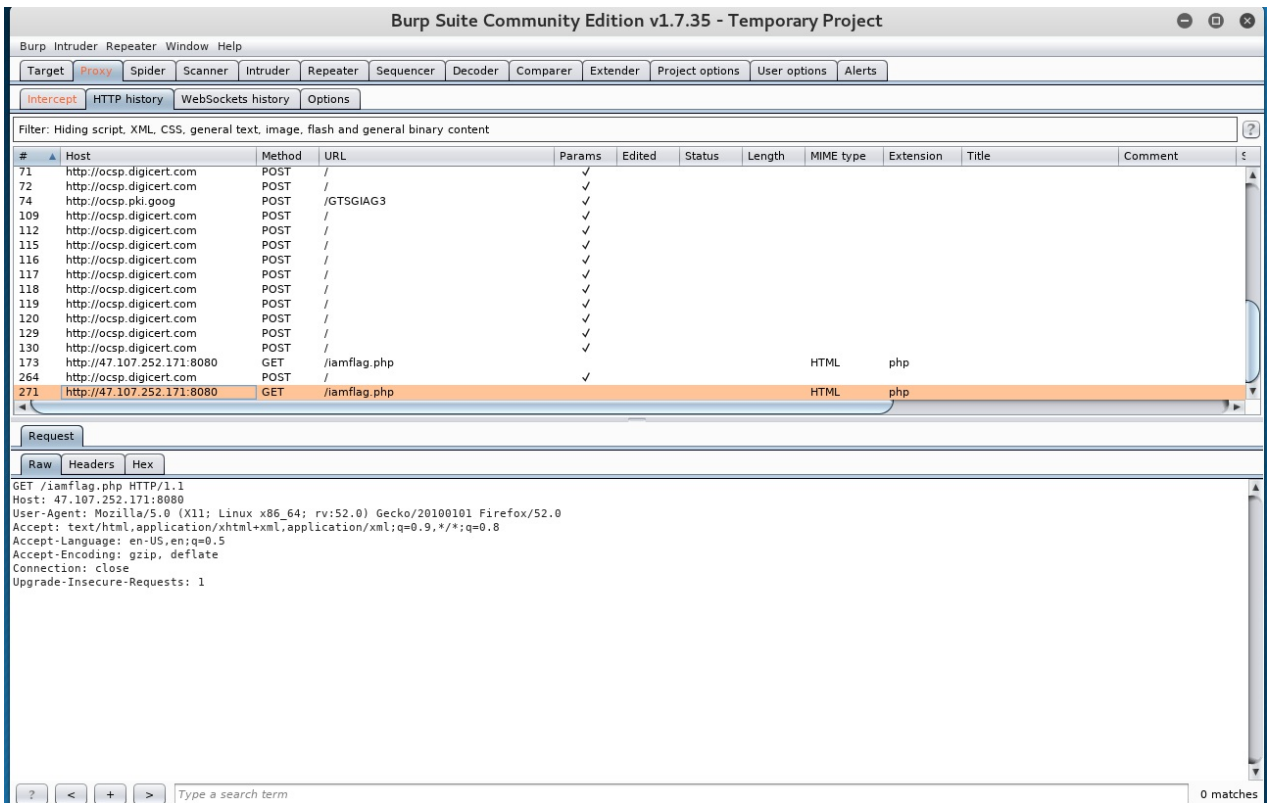 Burp Suite Community Edition v1.7.35 - Temporary Project
Burp Intruder Repeater Window Help
Target Proxy Spider Scanner Intruder Repeater Sequencer Decoder Comparer Extender Project options User options Alerts
Intercept HTTP history WebSockets history Options
Filter: Hiding script, XML, CSS, general text, image, flash and general binary content ?
# Host Method URL Params Edited Status Length MIME type Extension Title Comment
71 http://ocsp.digicert.com POST / ✓
72 http://ocsp.digicert.com POST / ✓
74 http://ocsp.pki.goog POST /GTSGIAG3 ✓
109 http://ocsp.digicert.com POST / ✓
112 http://ocsp.digicert.com POST / ✓
115 http://ocsp.digicert.com POST / ✓
116 http://ocsp.digicert.com POST / ✓
117 http://ocsp.digicert.com POST / ✓
118 http://ocsp.digicert.com POST / ✓
119 http://ocsp.digicert.com POST / ✓
120 http://ocsp.digicert.com POST / ✓
129 http://ocsp.digicert.com POST / ✓
130 http://ocsp.digicert.com POST / ✓
173 http://47.107.252.171:8080 GET /iamflag.php HTML php
264 http://ocsp.digicert.com POST / ✓
271 http://47.107.252.171:8080 GET /iamflag.php HTML php
Request
Raw Headers Hex
GET /iamflag.php HTTP/1.1
Host: 47.107.252.171:8080
User-Agent: Mozilla/5.0 (X11; Linux x86_64; rv:52.0) Gecko/20100101 Firefox/52.0
Accept: text/html,application/xhtml+xml,application/xml;q=0.9,*/*;q=0.8
Accept-Language: en-US,en;q=0.5
Accept-Encoding: gzip, deflate
Connection: close
Upgrade-Insecure-Requests: 1
? < + > Type a search term 0 matches